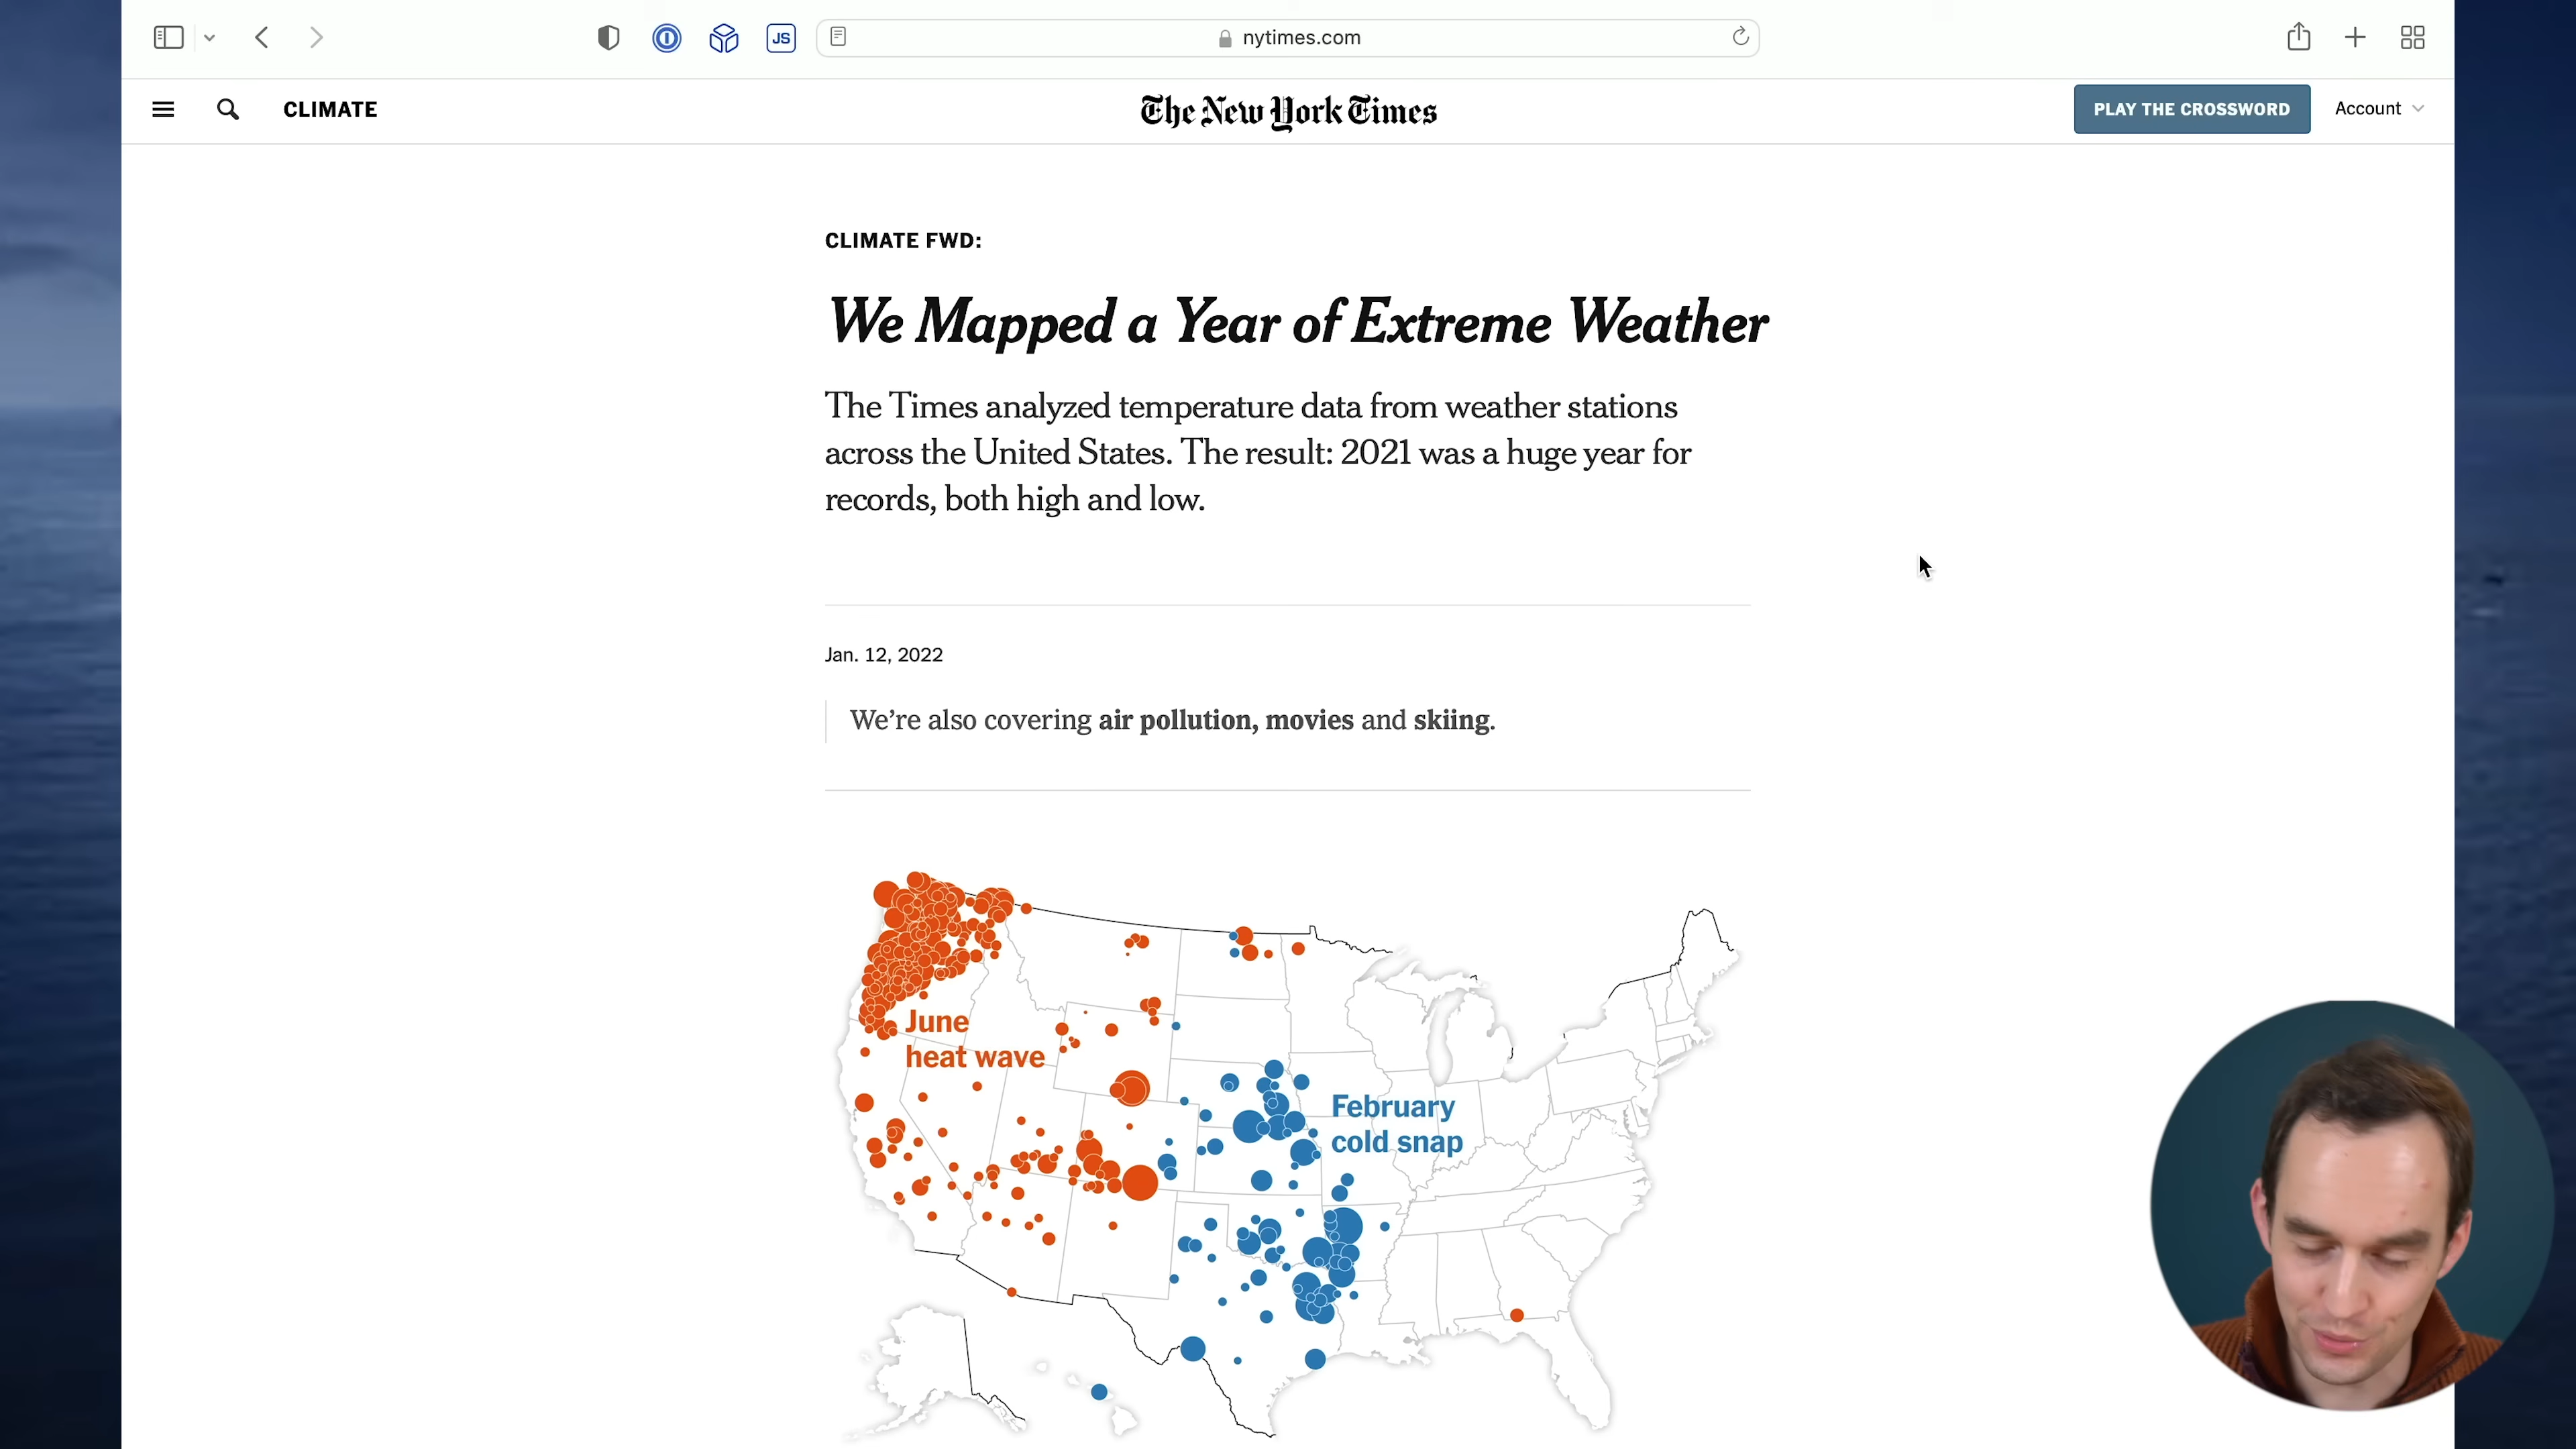 JS
nytimes.com
CLIMATE
The New York Times
PLAY THE CROSSWORD
Account
CLIMATE FWD:
We Mapped a Year of Extreme Weather
The Times analyzed temperature data from weather stations
across the United States. The result: 2021 was a huge year for
records, both high and low.
Jan. 12, 2022
We’re also covering air pollution, movies and skiing.
June
heat wave
February
cold snap